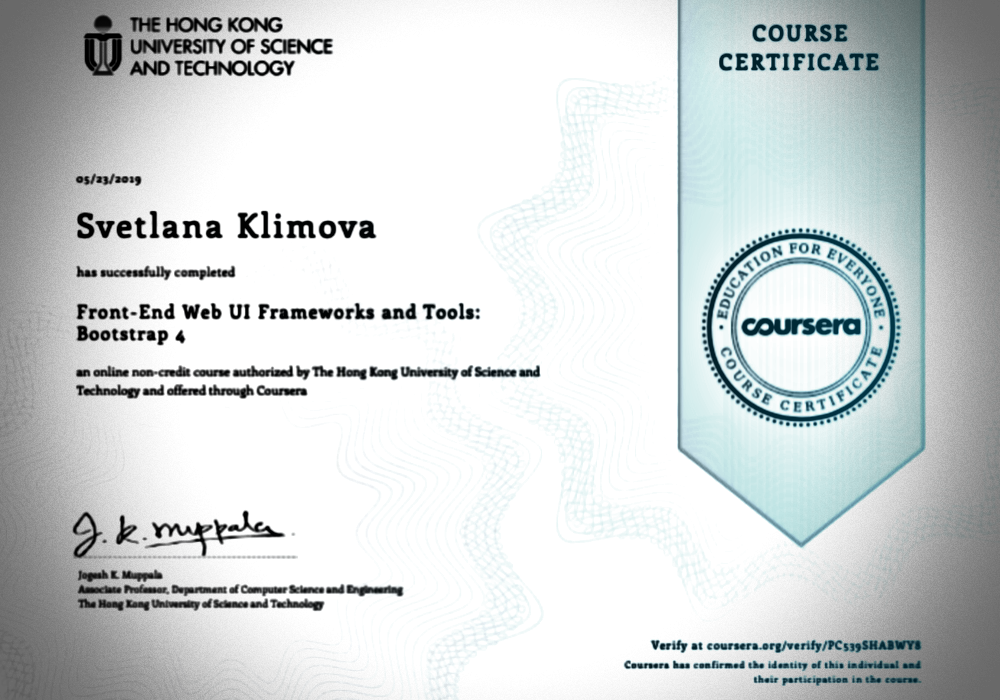 THE HONG KONG
UNIVERSITY OF SCIENCE
AND TECHNOLOGY
COURSE
CERTIFICATE
05/23/2019
Svetlana Klimova
has successfully completed
Front-End Web UI Frameworks and Tools:
Bootstrap 4
an online non-credit course authorized by The Hong Kong University of Science and
Technology and offered through Coursera
EDUCATION FOR EVERYONE
coursera
COURSE CERTIFICATE
J. K. Muppala
Jogesh K. Muppala
Associate Professor, Department of Computer Science and Engineering
The Hong Kong University of Science and Technology
Verify at coursera.org/verify/PC539SHABWY8
Coursera has confirmed the identity of this individual and
their participation in the course.